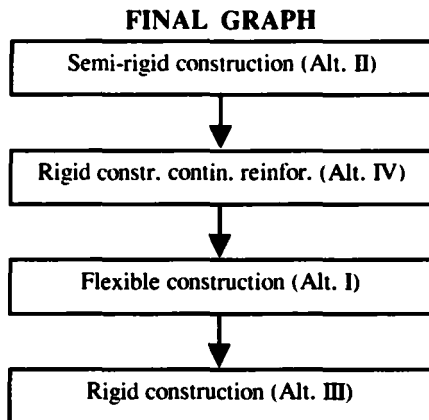 FINAL GRAPH
Semi-rigid construction (Alt. II)
Rigid constr. contin. reinfor. (Alt. IV)
Flexible construction (Alt. I)
Rigid construction (Alt. III)